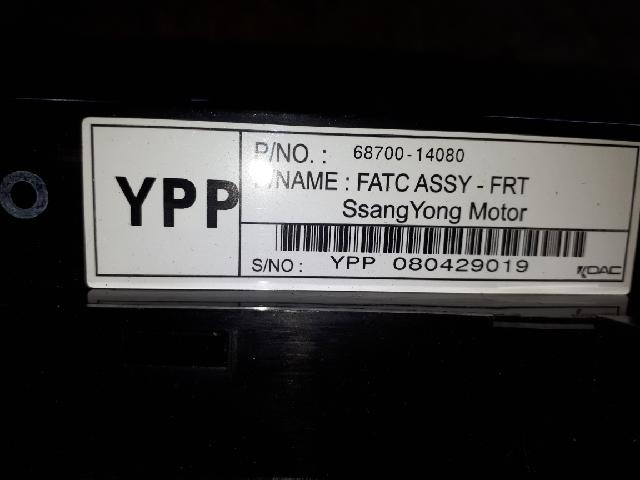 YPP
P/NO. : 68700-14080
P/NAME : FATC ASSY - FRT
SsangYong Motor
S/NO : YPP 080429019
DAC